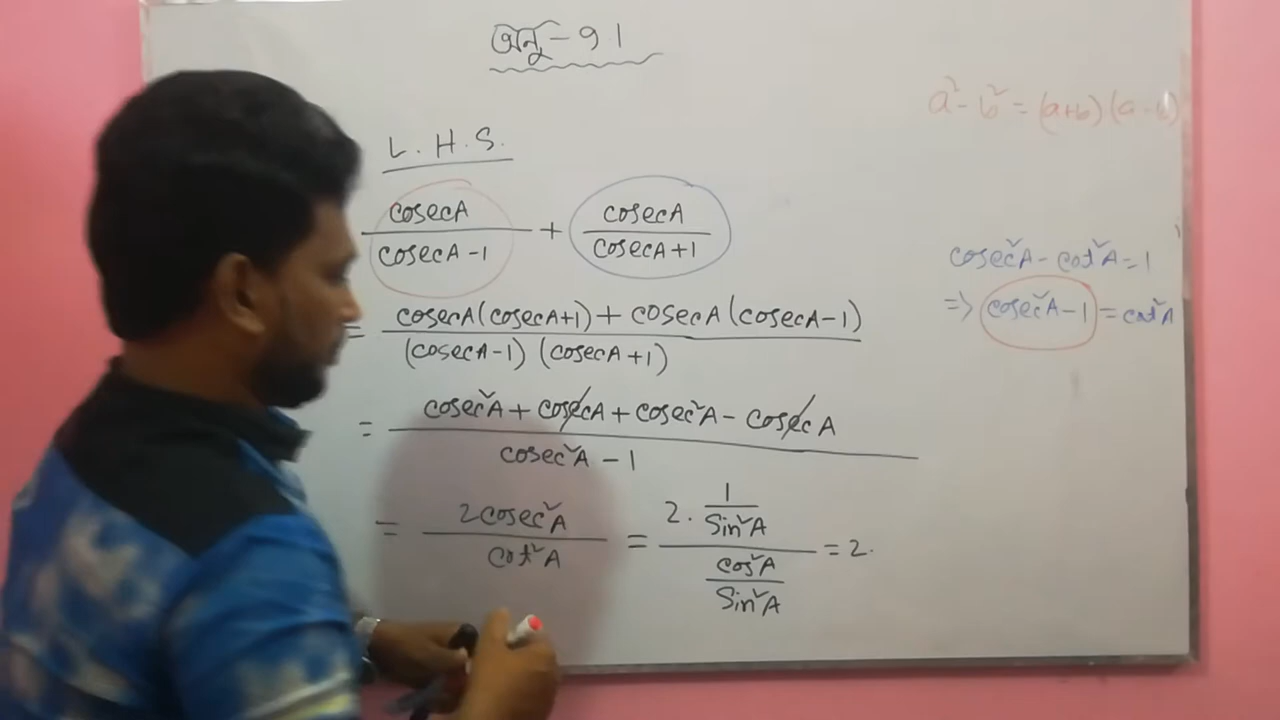 অনু - ৭।
a² - b² = (a+b) (a - b)
L. H. S.
cosecA/(cosecA - 1) + cosecA/(cosecA + 1)
= (cosecA(cosecA+1) + cosecA(cosecA-1))/((cosecA-1) (cosecA+1))
= (cosec²A + cosecA + cosec²A - cosecA)/(cosec²A - 1)
= 2cosec²A/cot²A = (2. 1/Sin²A)/(cos²A/Sin²A) = 2.
cosec²A - cot²A = 1
=> cosec²A - 1 = cot²A